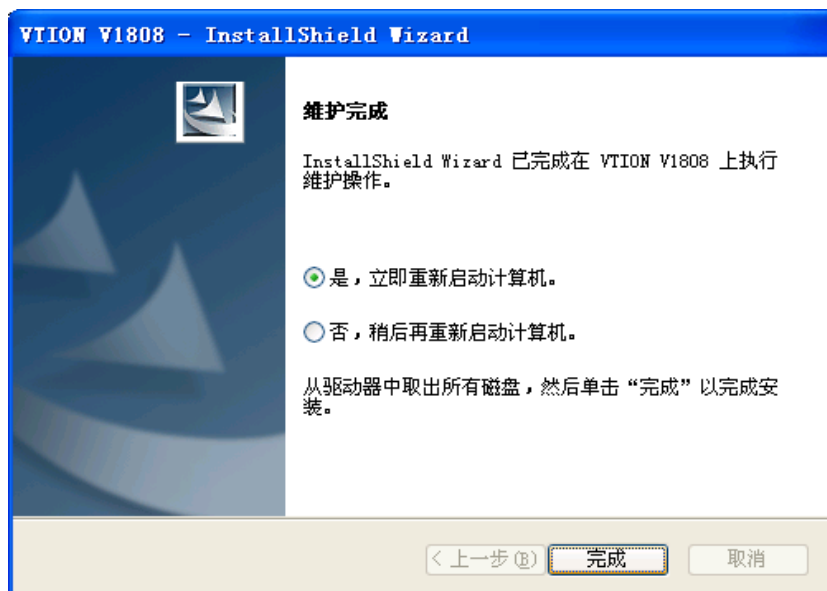 VTION V1808 - InstallShield Wizard
维护完成
InstallShield Wizard 已完成在 VTION V1808 上执行
维护操作。
是，立即重新启动计算机。
否，稍后再重新启动计算机。
从驱动器中取出所有磁盘，然后单击“完成”以完成安
装。
< 上一步(B)
完成
取消